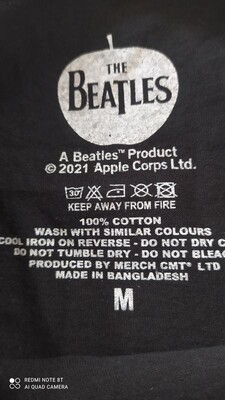 THE
BEATLES
A Beatles™ Product
© 2021 Apple Corps Ltd.
30°
KEEP AWAY FROM FIRE
100% COTTON
WASH WITH SIMILAR COLOURS
COOL IRON ON REVERSE - DO NOT DRY C
DO NOT TUMBLE DRY - DO NOT BLEAC
PRODUCED BY MERCH CMT® LTD
MADE IN BANGLADESH
M
REDMI NOTE 8T
AI QUAD CAMERA